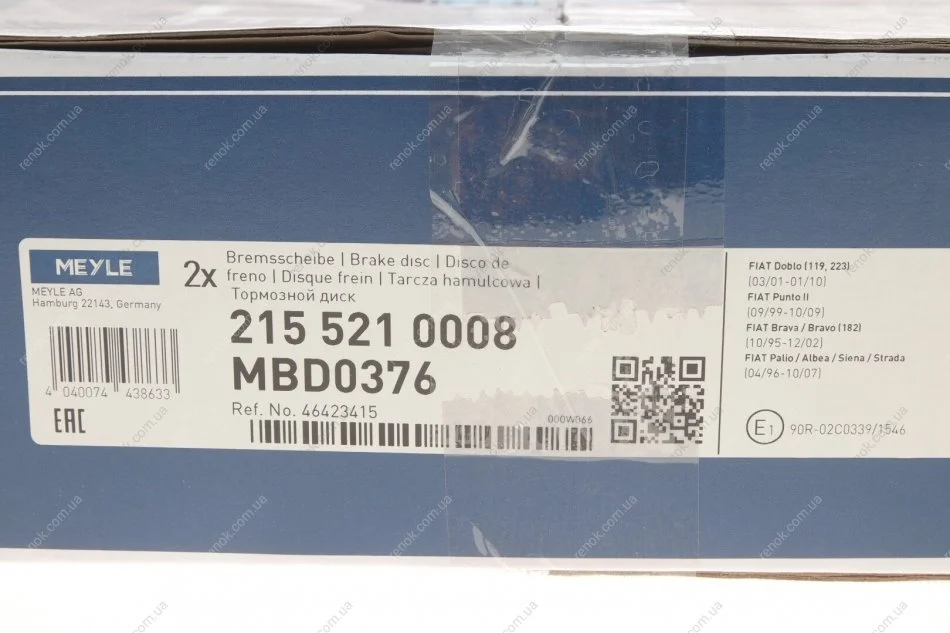 MEYLE
MEYLE AG
Hamburg 22143, Germany
4 040074 438633
EAC
2x
Bremsscheibe | Brake disc | Disco de
freno | Disque frein | Tarcza hamulcowa |
Тормозной диск
215 521 0008
MBD0376
Ref. No. 46423415
000W066
FIAT Doblo (119, 223)
(03/01-01/10)
FIAT Punto II
(09/99-10/09)
FIAT Brava / Bravo (182)
(10/95-12/02)
FIAT Palio / Albea / Siena / Strada
(04/96-10/07)
E1 90R-02C0339/1546
renok.com.ua